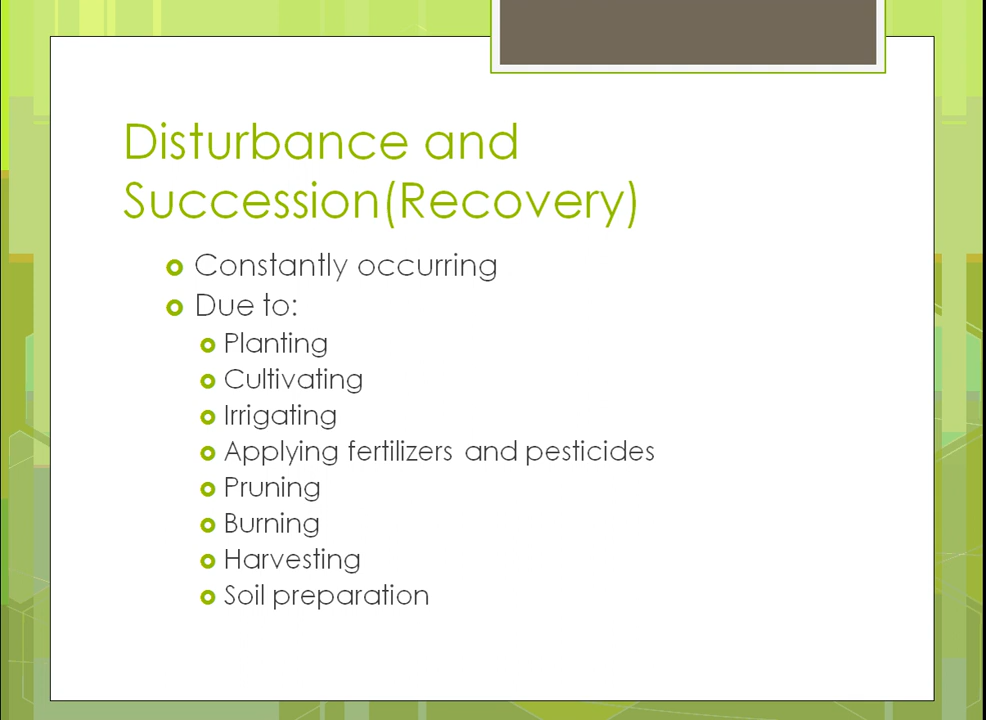 Disturbance and
Succession(Recovery)
Constantly occurring
Due to:
Planting
Cultivating
Irrigating
Applying fertilizers and pesticides
Pruning
Burning
Harvesting
Soil preparation